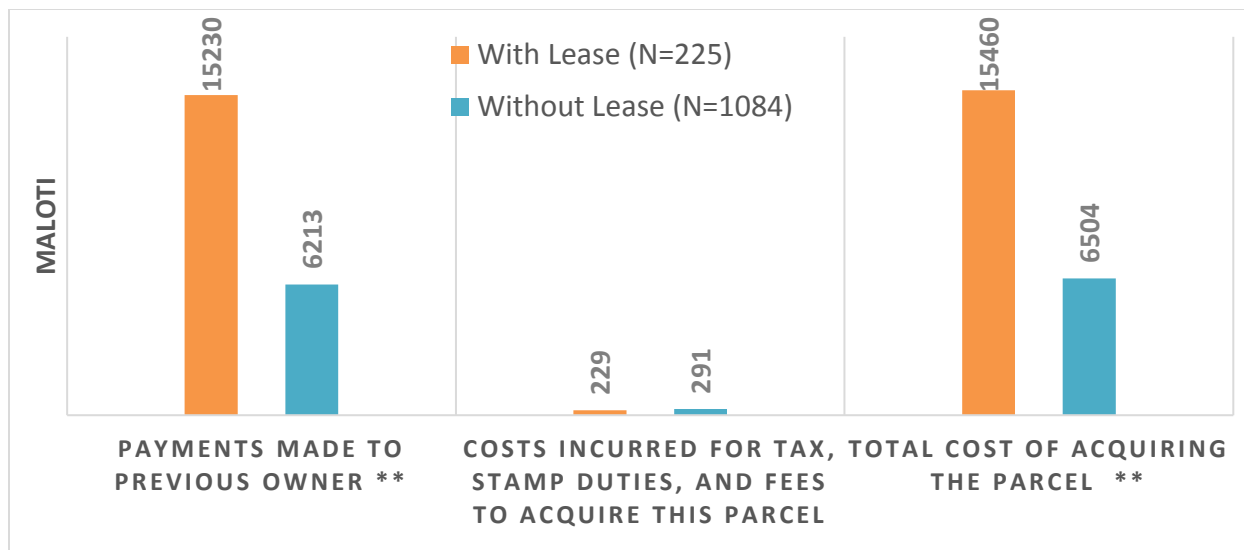 With Lease (N=225)
Without Lease (N=1084)
MALOTI
15230
6213
229
291
15460
6504
PAYMENTS MADE TO
PREVIOUS OWNER **
COSTS INCURRED FOR TAX,
STAMP DUTIES, AND FEES
TO ACQUIRE THIS PARCEL
TOTAL COST OF ACQUIRING
THE PARCEL **